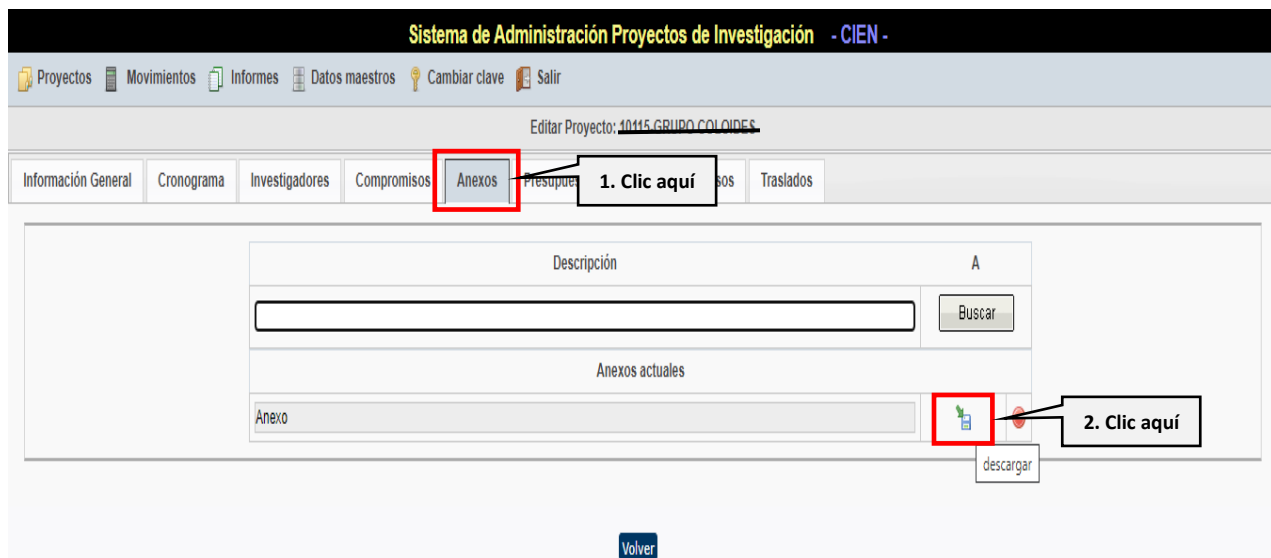 Sistema de Administración Proyectos de Investigación - CIEN -
Proyectos Movimientos Informes Datos maestros Cambiar clave Salir
Editar Proyecto: 10115-GRUPO COLOIDES
Información General Cronograma Investigadores Compromisos Anexos Traslados
1. Clic aquí
Descripción A
Buscar
Anexos actuales
Anexo
2. Clic aquí
descargar
Volver